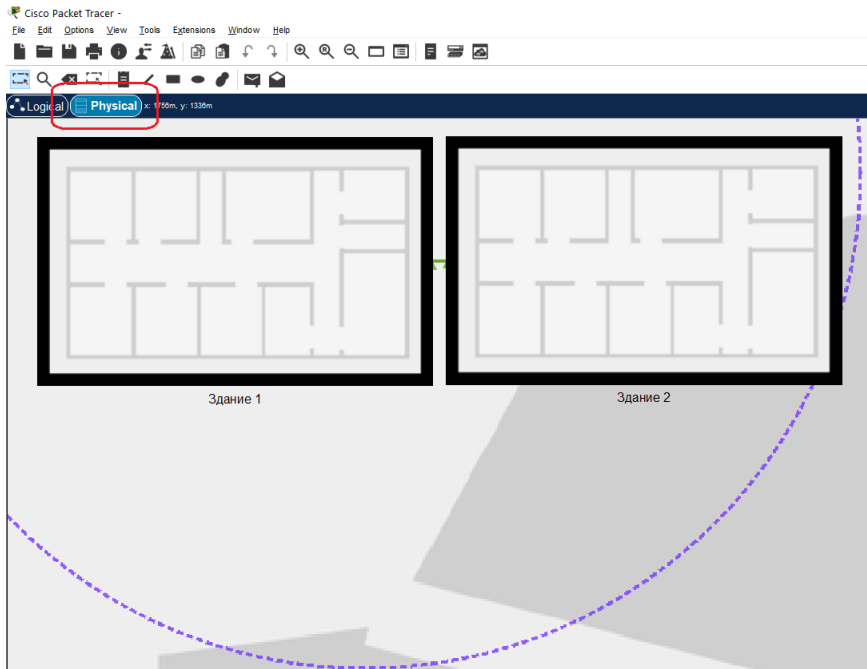 Cisco Packet Tracer -
File Edit Options View Tools Extensions Window Help
Logical Physical x: 1756m, y: 1336m
Здание 1
Здание 2